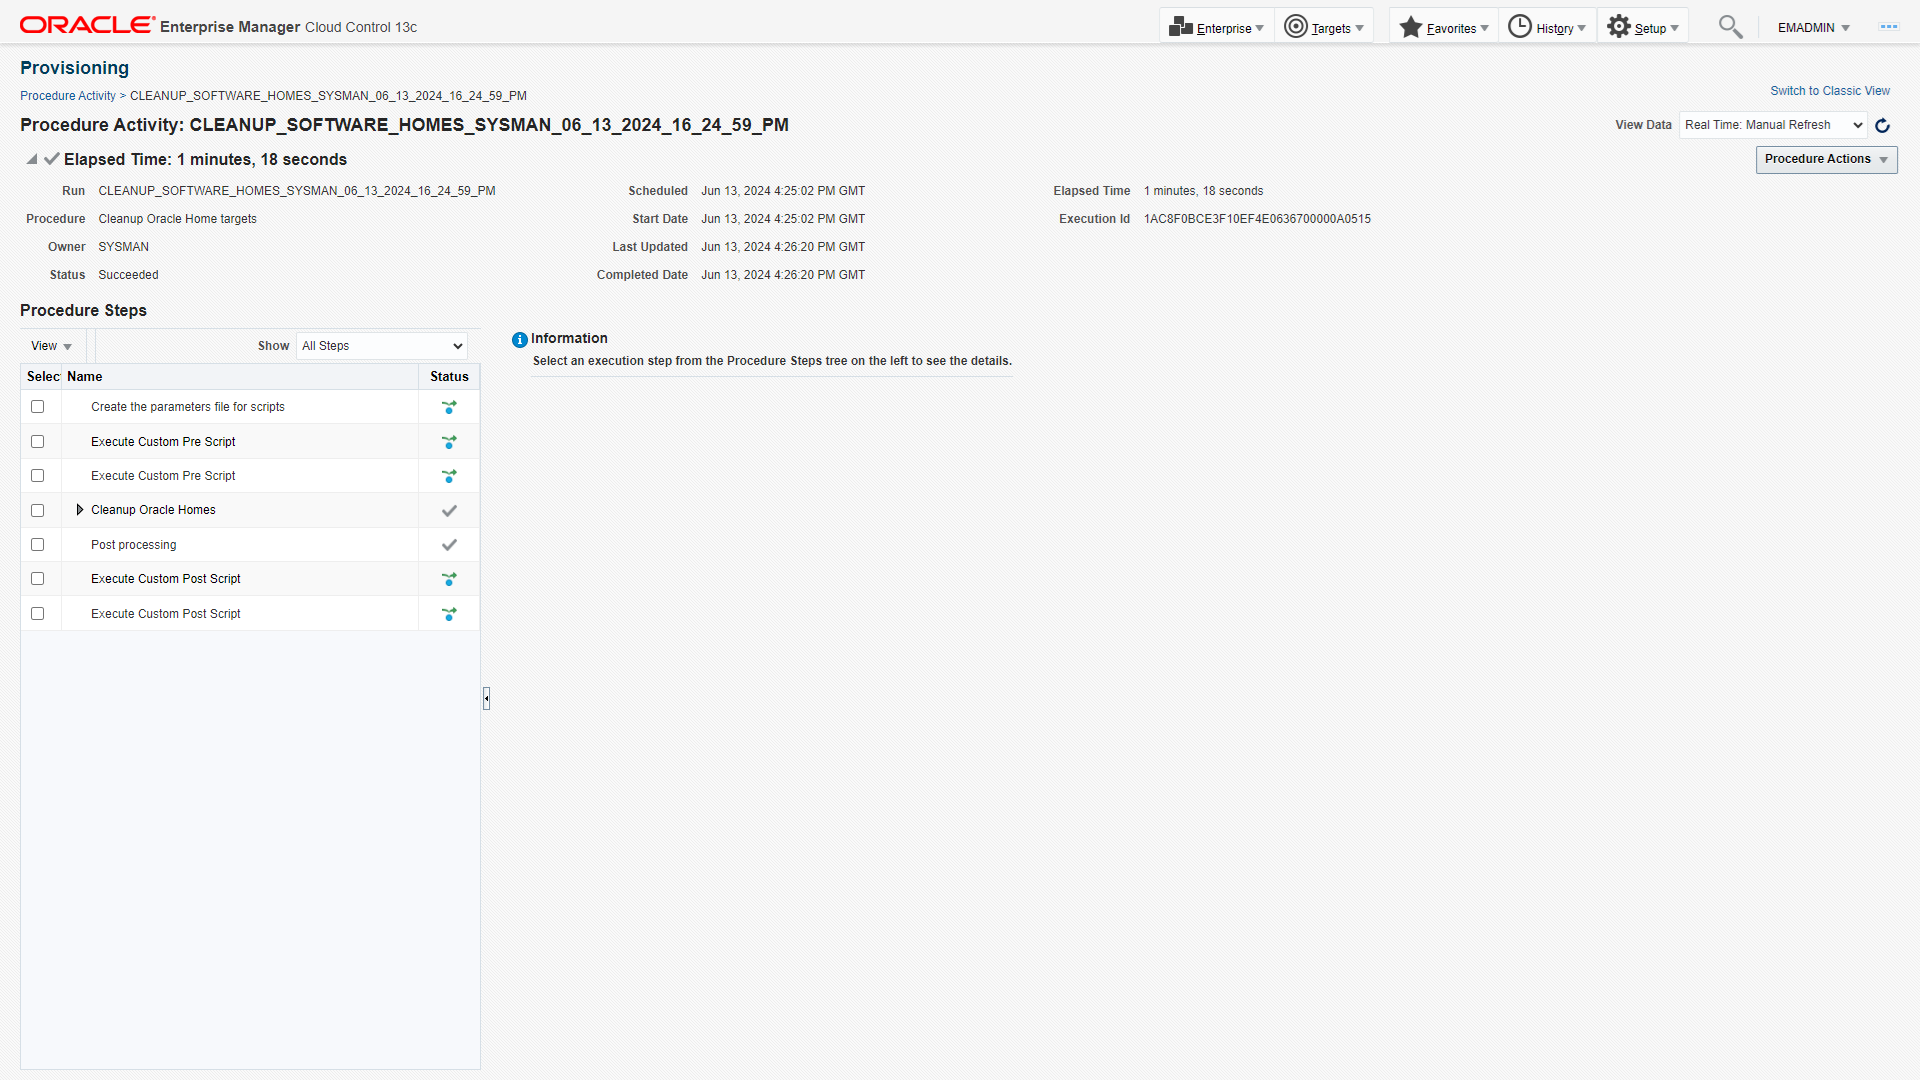 ORACLE Enterprise Manager Cloud Control 13c Enterprise Targets Favorites History Setup EMADMIN
Provisioning
Procedure Activity > CLEANUP_SOFTWARE_HOMES_SYSMAN_06_13_2024_16_24_59_PM Switch to Classic View
Procedure Activity: CLEANUP_SOFTWARE_HOMES_SYSMAN_06_13_2024_16_24_59_PM View Data Real Time: Manual Refresh
Elapsed Time: 1 minutes, 18 seconds Procedure Actions
Run CLEANUP_SOFTWARE_HOMES_SYSMAN_06_13_2024_16_24_59_PM Scheduled Jun 13, 2024 4:25:02 PM GMT Elapsed Time 1 minutes, 18 seconds
Procedure Cleanup Oracle Home targets Start Date Jun 13, 2024 4:25:02 PM GMT Execution Id 1AC8F0BCE3F10EF4E0636700000A0515
Owner SYSMAN Last Updated Jun 13, 2024 4:26:20 PM GMT
Status Succeeded Completed Date Jun 13, 2024 4:26:20 PM GMT
Procedure Steps
View Show All Steps
Selec Name Status
Create the parameters file for scripts
Execute Custom Pre Script
Execute Custom Pre Script
Cleanup Oracle Homes
Post processing
Execute Custom Post Script
Execute Custom Post Script
Information
Select an execution step from the Procedure Steps tree on the left to see the details.